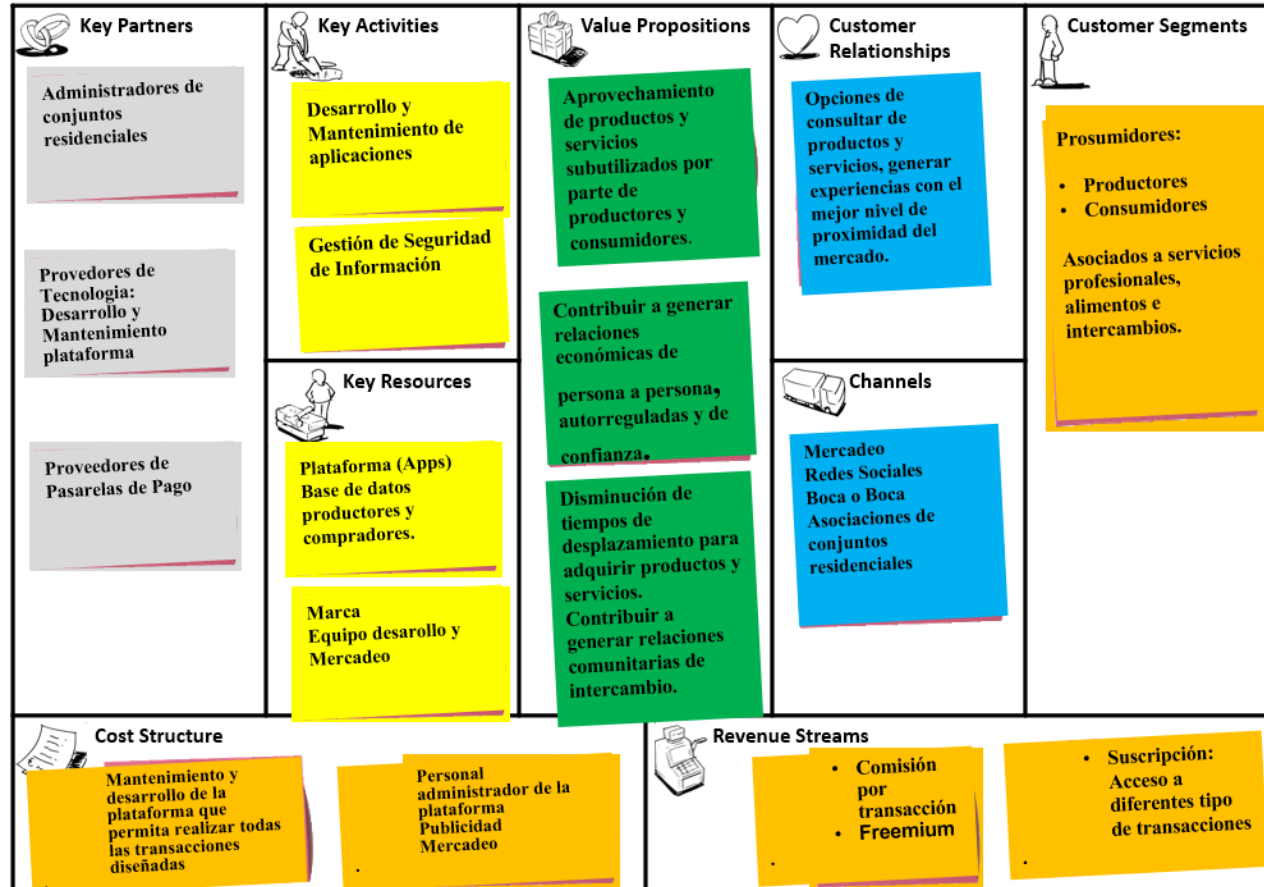 Key Partners
Administradores de
conjuntos
residenciales
Provedores de
Tecnologia:
Desarrollo y
Mantenimiento
plataforma
Proveedores de
Pasarelas de Pago
Key Activities
Desarrollo y
Mantenimiento de
aplicaciones
Gestión de Seguridad
de Información
Key Resources
Plataforma (Apps)
Base de datos
productores y
compradores.
Marca
Equipo desarollo y
Mercadeo
Value Propositions
Aprovechamiento
de productos y
servicios
subutilizados por
parte de
productores y
consumidores.
Contribuir a generar
relaciones
económicas de
persona a persona,
autorreguladas y de
confianza.
Disminución de
tiempos de
desplazamiento para
adquirir productos y
servicios.
Contribuir a
generar relaciones
comunitarias de
intercambio.
Customer
Relationships
Opciones de
consultar de
productos y
servicios, generar
experiencias con el
mejor nivel de
proximidad del
mercado.
Channels
Mercadeo
Redes Sociales
Boca o Boca
Asociaciones de
conjuntos
residenciales
Customer Segments
Prosumidores:
• Productores
• Consumidores
Asociados a servicios
profesionales,
alimentos e
intercambios.
Cost Structure
Mantenimiento y
desarrollo de la
plataforma que
permita realizar todas
las transacciones
diseñadas
.
Personal
administrador de la
plataforma
Publicidad
Mercadeo
.
Revenue Streams
• Comisión
por
transacción
• Freemium
.
• Suscripción:
Acceso a
diferentes tipo
de transacciones
.